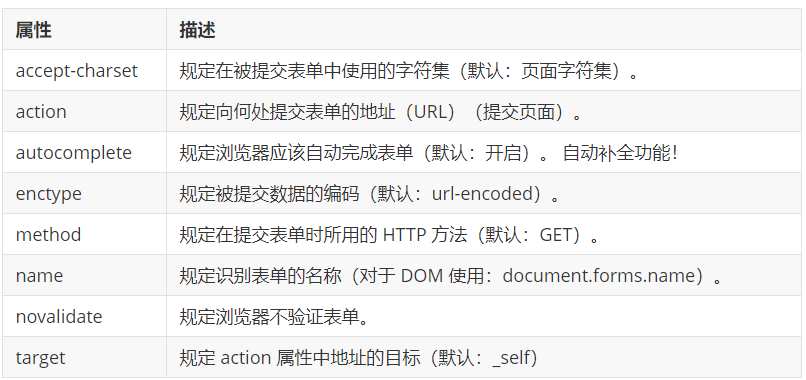 属性 描述
accept-charset 规定在被提交表单中使用的字符集（默认：页面字符集）。
action 规定向何处提交表单的地址（URL）（提交页面）。
autocomplete 规定浏览器应该自动完成表单（默认：开启）。 自动补全功能！
enctype 规定被提交数据的编码（默认：url-encoded）。
method 规定在提交表单时所用的 HTTP 方法（默认：GET）。
name 规定识别表单的名称（对于 DOM 使用：document.forms.name）。
novalidate 规定浏览器不验证表单。
target 规定 action 属性中地址的目标（默认：_self）